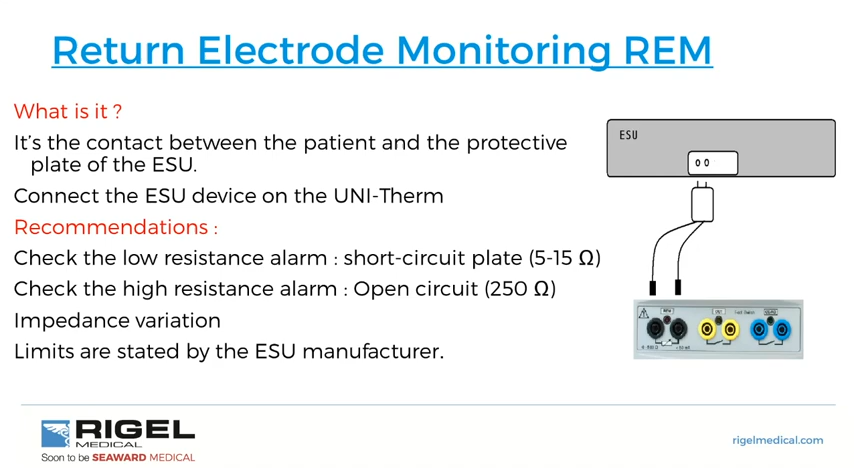 Return Electrode Monitoring REM
What is it ?
It's the contact between the patient and the protective
plate of the ESU.
Connect the ESU device on the UNI-Therm
Recommendations :
Check the low resistance alarm : short-circuit plate (5-15 Ω)
Check the high resistance alarm : Open circuit (250 Ω)
Impedance variation
Limits are stated by the ESU manufacturer.
ESU
REM
Foot Switch
RIGEL
MEDICAL
Soon to be SEAWARD MEDICAL
rigelmedical.com